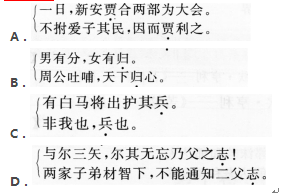 一日，新安贾合两部为大会。
A．不拊爱子其民，因而贾利之。
男有分，女有归。
B．周公吐哺，天下归心。
有白马将出护其兵。
C．非我也，兵也。
与尔三矢，尔其无忘乃父之志！
D．两家子弟材智下，不能通知二父志。